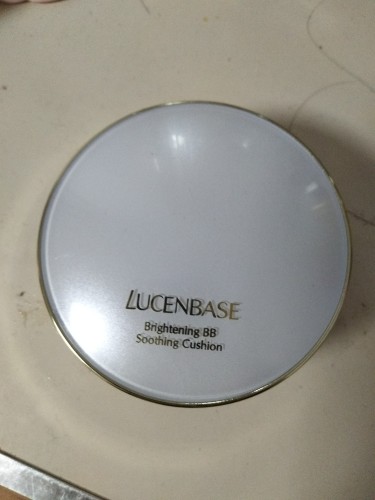 LUCENBASE
Brightening BB
Soothing Cushion